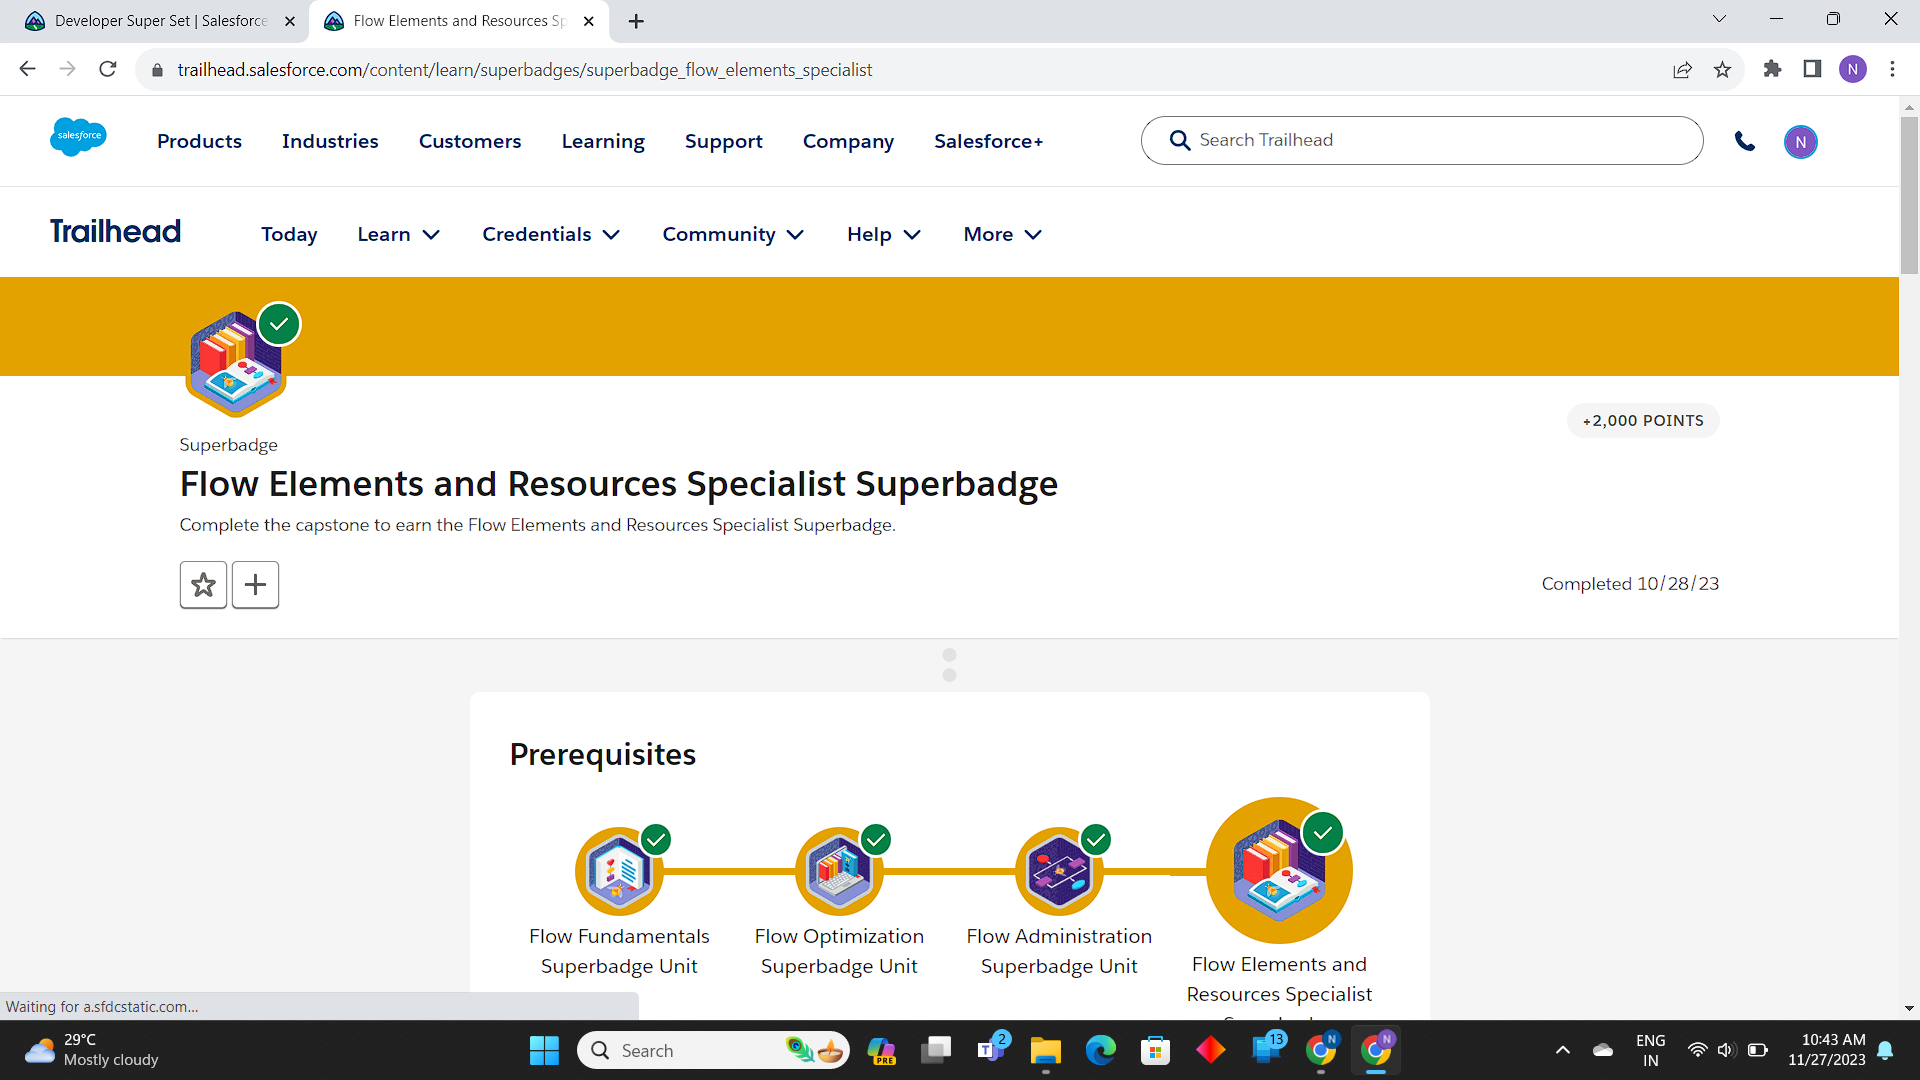 Developer Super Set | Salesforce
Flow Elements and Resources Sp
trailhead.salesforce.com/content/learn/superbadges/superbadge_flow_elements_specialist
N
salesforce
Products Industries Customers Learning Support Company Salesforce+
Search Trailhead
N
Trailhead
Today Learn Credentials Community Help More
+2,000 POINTS
Superbadge
Flow Elements and Resources Specialist Superbadge
Complete the capstone to earn the Flow Elements and Resources Specialist Superbadge.
Completed 10/28/23
Prerequisites
Flow Fundamentals
Superbadge Unit
Flow Optimization
Superbadge Unit
Flow Administration
Superbadge Unit
Flow Elements and
Resources Specialist
Waiting for a.sfdcstatic.com...
29°C
Mostly cloudy
Search
PRE
T
2
13
N
N
ENG
IN
10:43 AM
11/27/2023